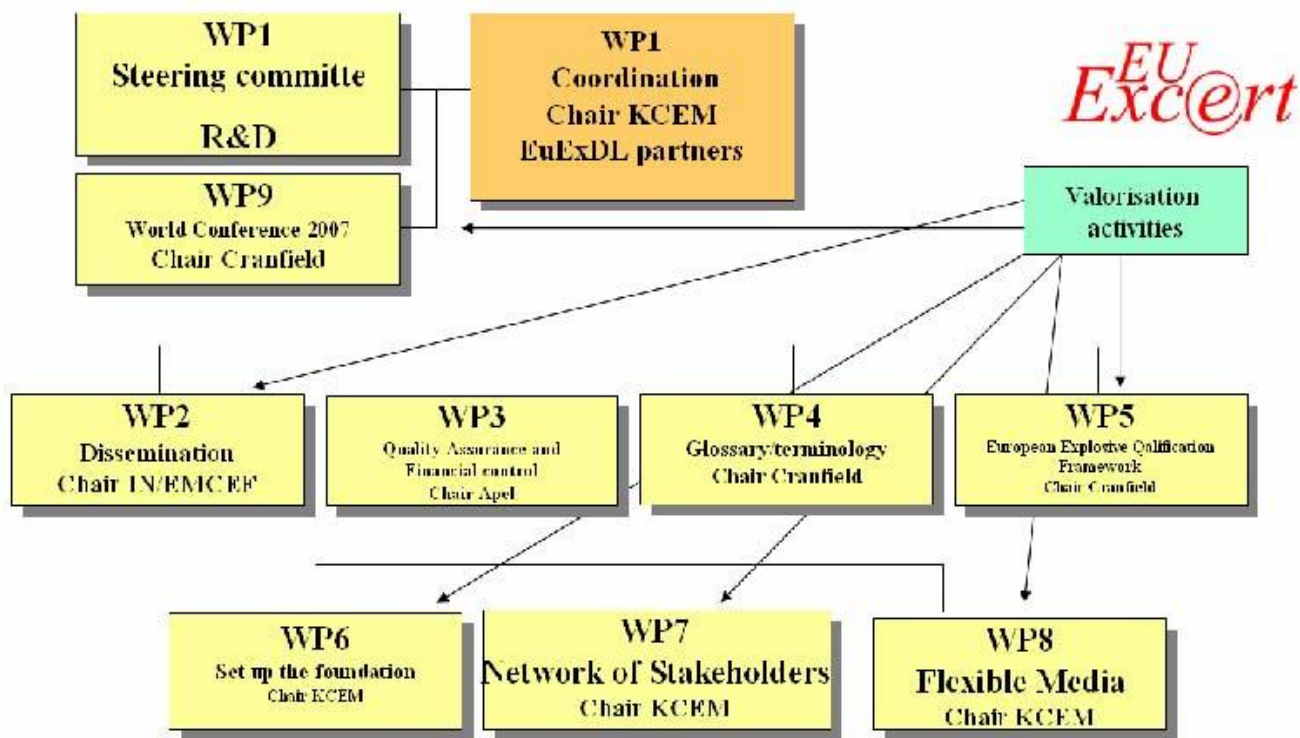 WP1
Steering committe
R&D
WP1
Coordination
Chair KCEM
EuExDL partners
EU
Exc@rt
WP9
World Conference 2007
Chair Cranfield
Valorisation
activities
WP2
Dissemination
Chair IN/EMCEF
WP3
Quality Assurance and
Financial control
Chair Apel
WP4
Glossary/terminology
Chair Cranfield
WP5
European Explotive Qalification
Framework
Chair Cranfield
WP6
Set up the foundation
Chair KCEM
WP7
Network of Stakeholders
Chair KCEM
WP8
Flexible Media
Chair KCEM